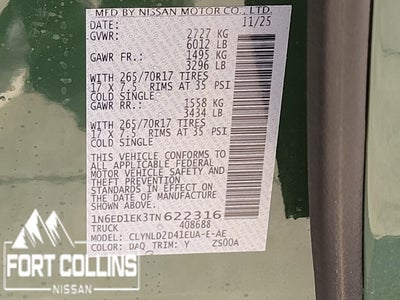 MFD BY NISSAN MOTOR CO., LTD.
DATE: 11/25
GVWR: 2727 KG
6012 LB
GAWR FR.: 1495 KG
3296 LB
WITH 265/70R17 TIRES
17 X 7.5 RIMS AT 35 PSI
COLD SINGLE
GAWR RR.: 1558 KG
3434 LB
WITH 265/70R17 TIRES
17 X 7.5 RIMS AT 35 PSI
COLD SINGLE
THIS VEHICLE CONFORMS TO
ALL APPLICABLE FEDERAL
MOTOR VEHICLE SAFETY AND
THEFT PREVENTION
STANDARDS IN EFFECT ON
THE DATE OF MANUFACTURE
SHOWN ABOVE.
1N6ED1EK3TN622316
TRUCK 408688
MODEL: CLYNLD2D41EUA-E-AE
COLOR: DAQ TRIM: Y ZS00A
FORT COLLINS
NISSAN